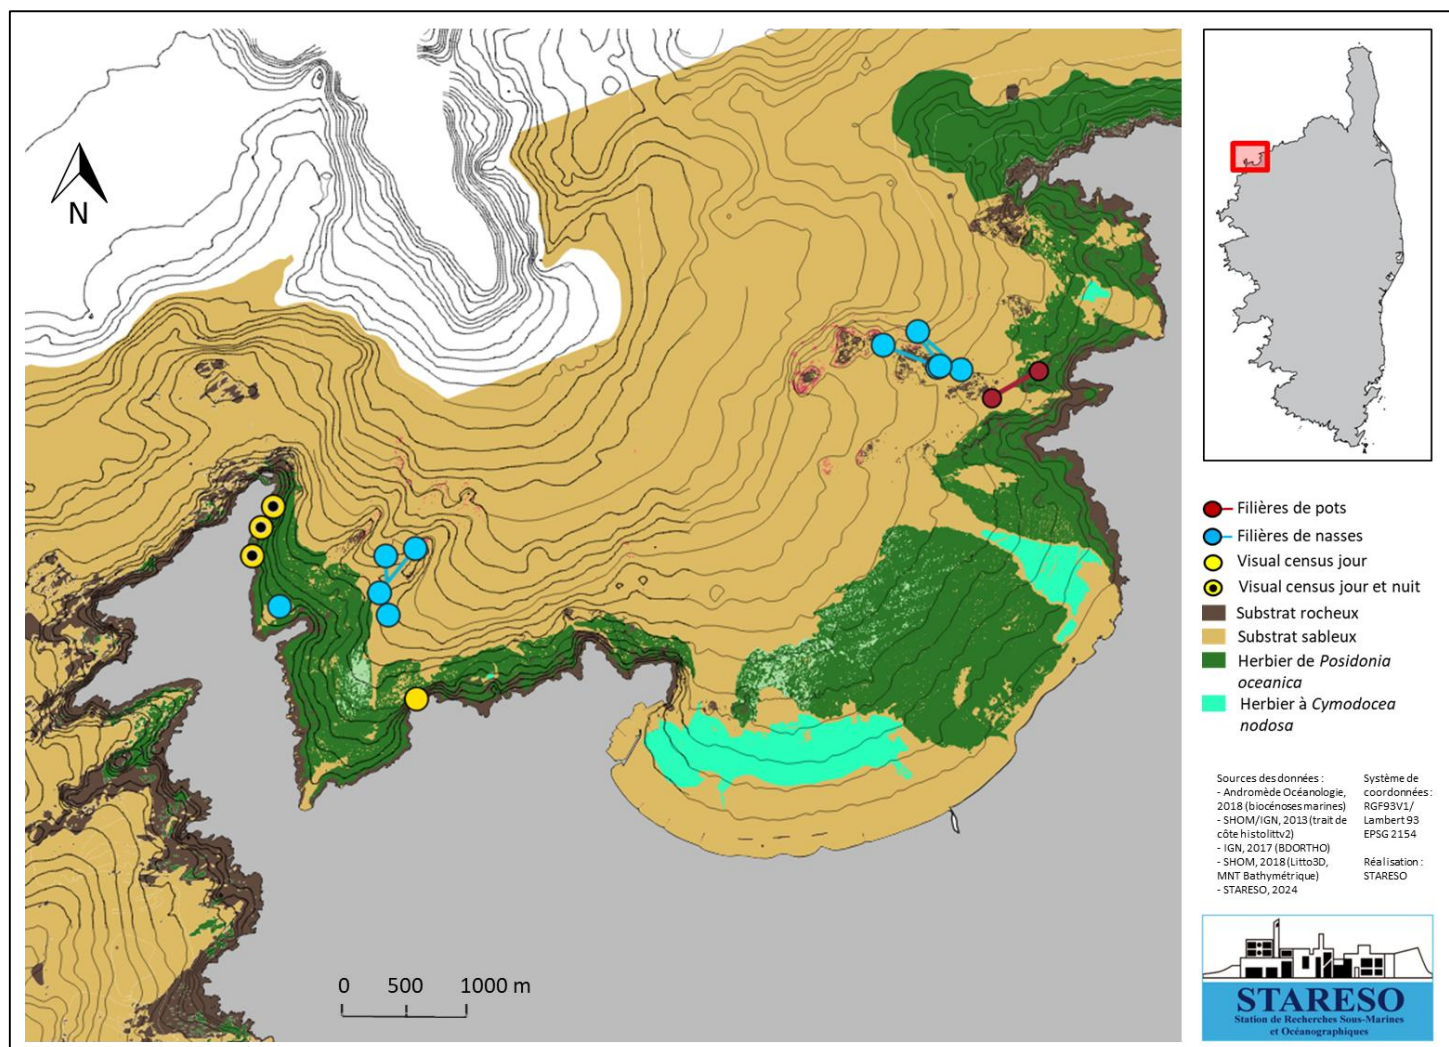 N
0 500 1000 m
Filières de pots
Filières de nasses
Visual census jour
Visual census jour et nuit
Substrat rocheux
Substrat sableux
Herbier de Posidonia
oceanica
Herbier à Cymodocea
nodosa
Sources des données :
- Andromède Océanologie,
2018 (biocénoses marines)
- SHOM/IGN, 2013 (trait de
côte histolittv2)
- IGN, 2017 (BDORTHO)
- SHOM, 2018 (Litto3D,
MNT Bathymétrique)
- STARESO, 2024
Système de
coordonnées :
RGF93V1/
Lambert 93
EPSG 2154
Réalisation :
STARESO
STARESO
Station de Recherches Sous-Marines
et Océanographiques